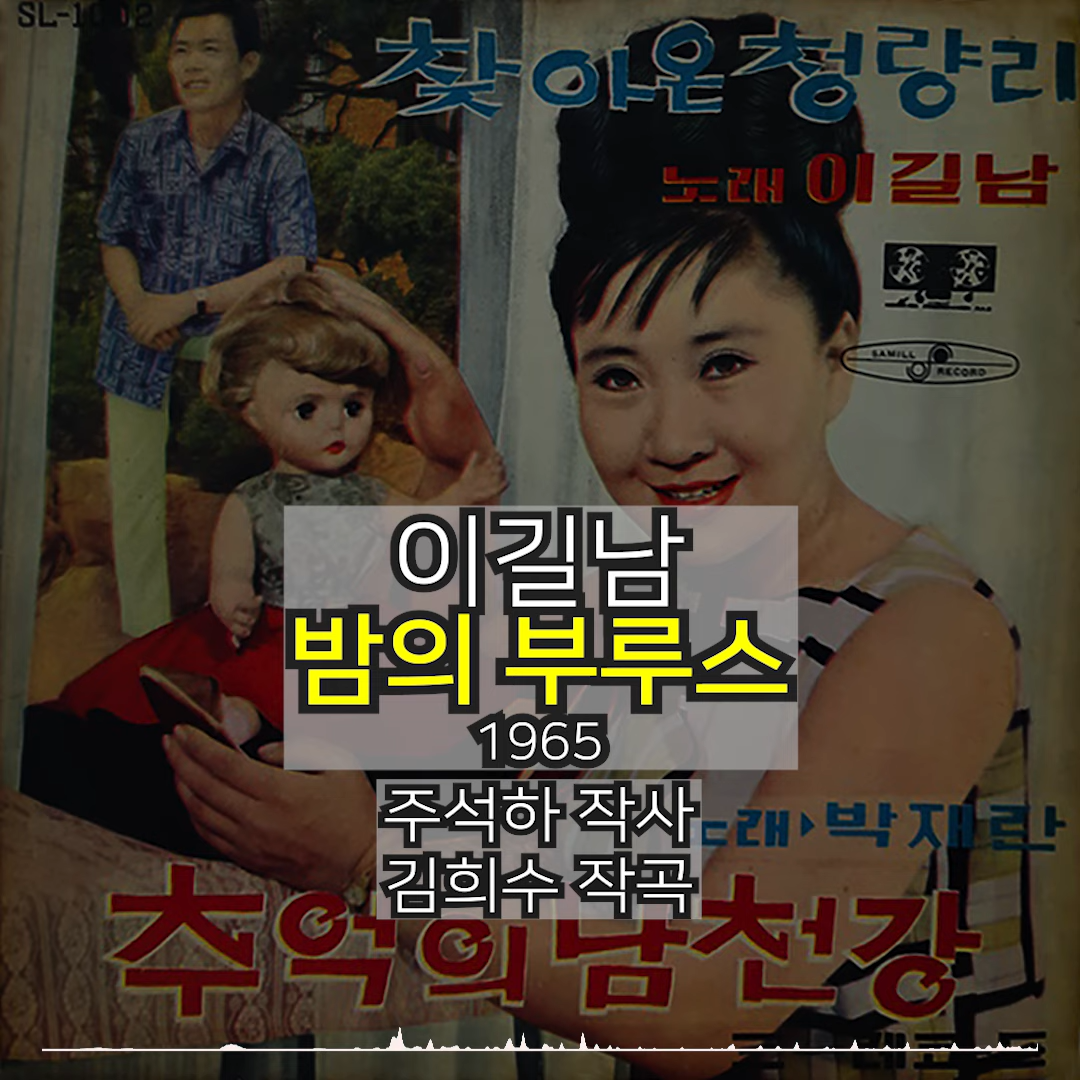 찾아온 청량리
노래 이길남
SAMILL
RECORD
이길남
밤의 부루스
1965
주석하 작사
노래 박재란
김희수 작곡
추억의 남천강